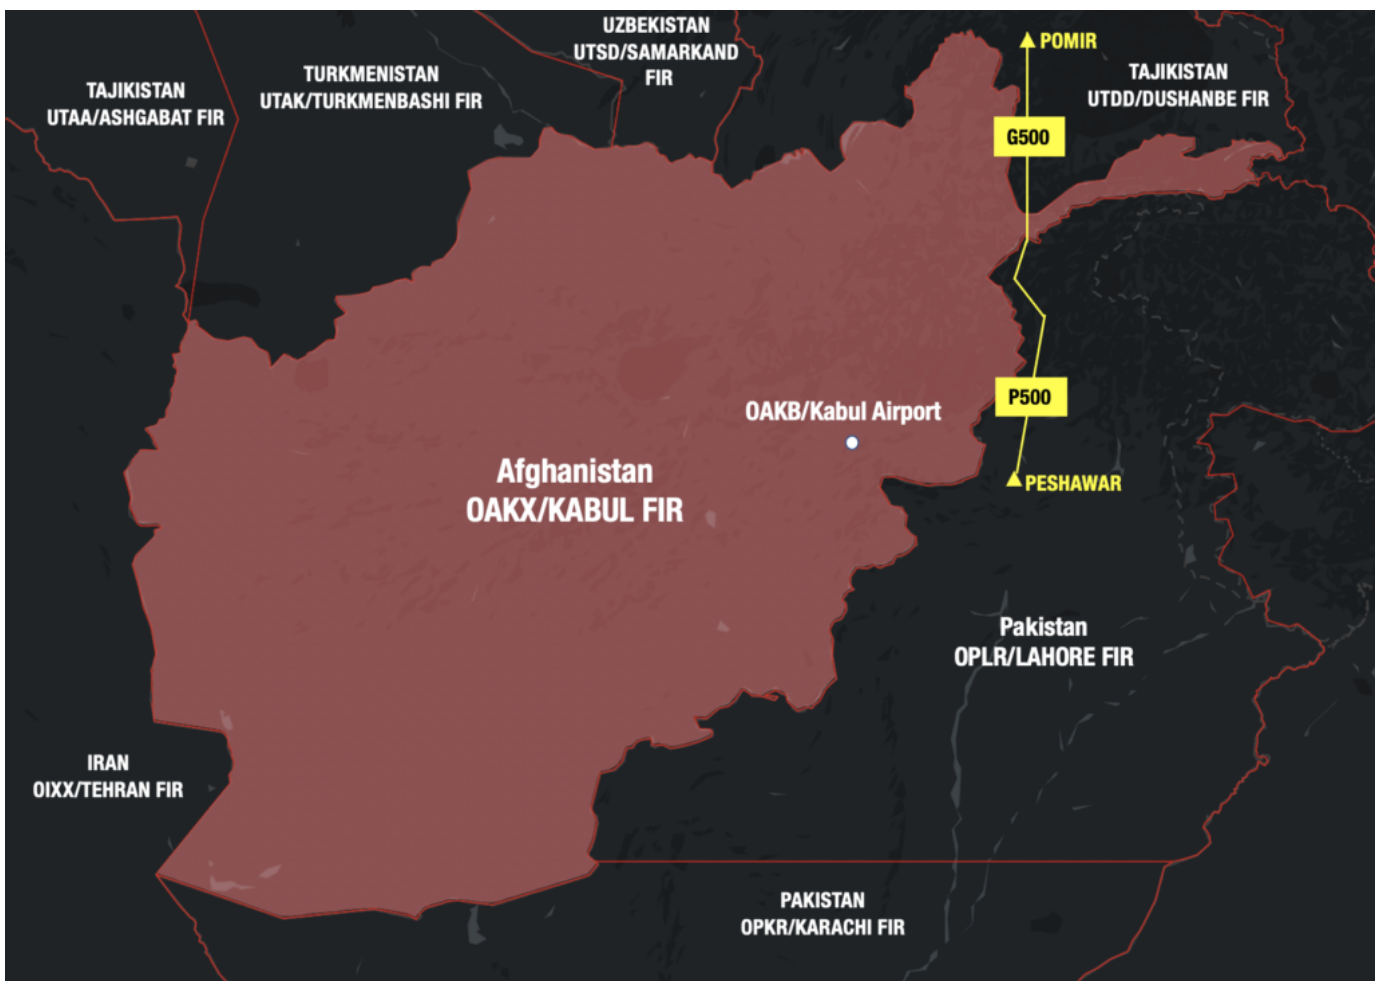 UZBEKISTAN
UTSD/SAMARKAND
FIR
POMIR
TURKMENISTAN
UTAK/TURKMENBASHI FIR
TAJIKISTAN
UTDD/DUSHANBE FIR
TAJIKISTAN
UTAA/ASHGABAT FIR
G500
P500
OAKB/Kabul Airport
Afghanistan
OAKX/KABUL FIR
PESHAWAR
Pakistan
OPLR/LAHORE FIR
IRAN
OIXX/TEHRAN FIR
PAKISTAN
OPKR/KARACHI FIR